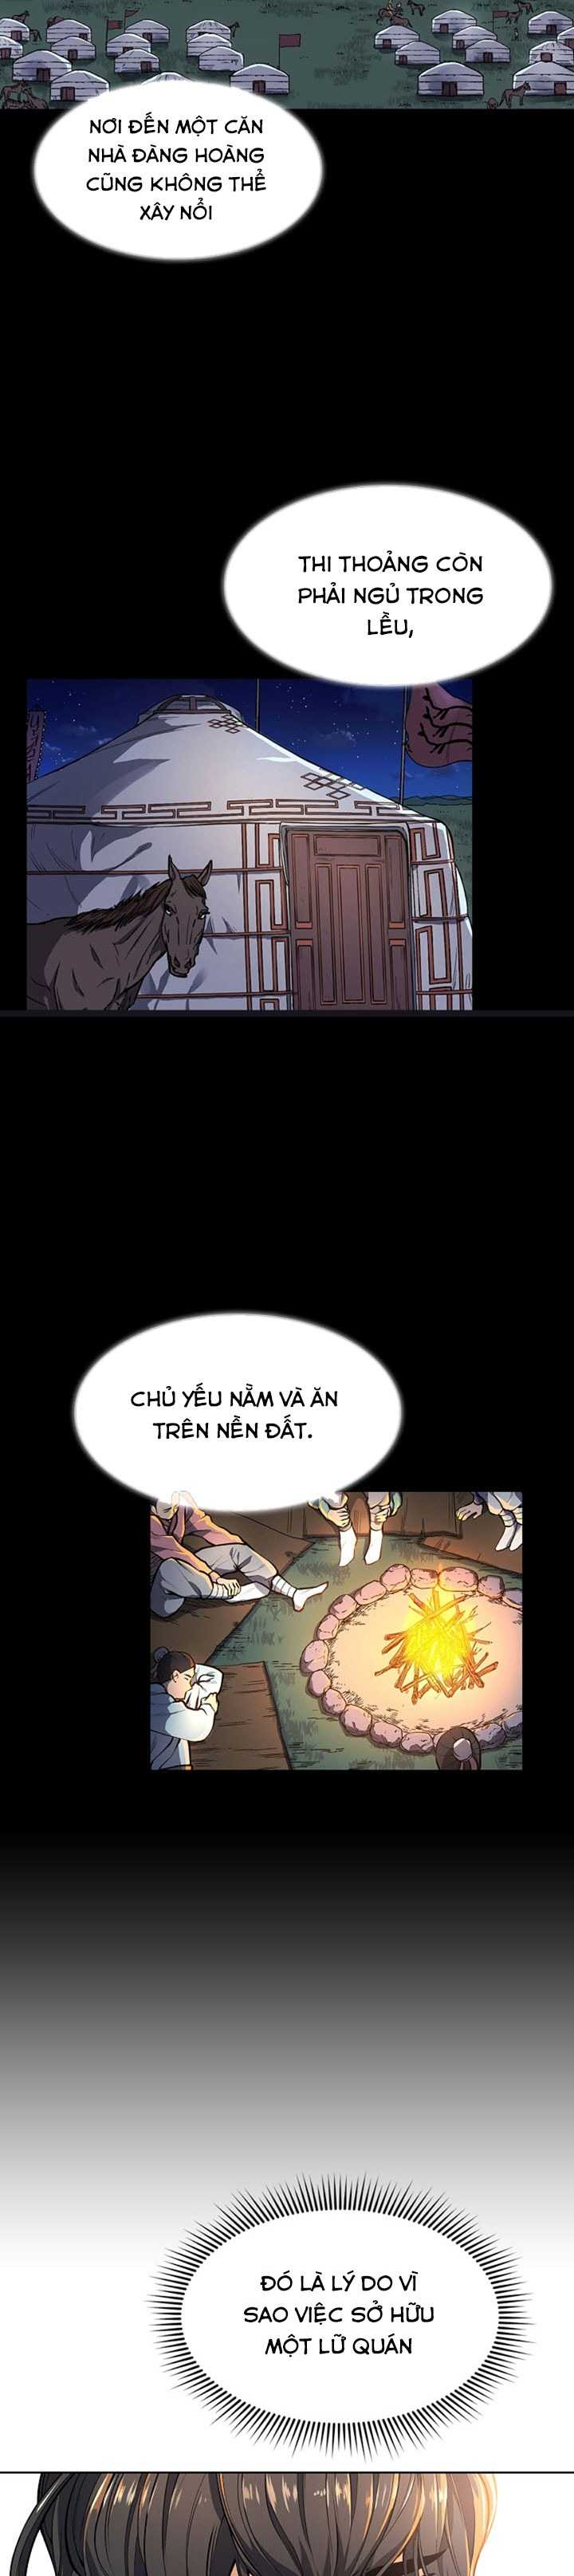 NƠI ĐẾN MỘT CĂN
NHÀ ĐÀNG HOÀNG
CŨNG KHÔNG THỂ
XÂY NỔI
THI THOẢNG CÒN
PHẢI NGỦ TRONG
LỀU,
CHỦ YẾU NẰM VÀ ĂN
TRÊN NỀN ĐẤT.
ĐÓ LÀ LÝ DO VÌ
SAO VIỆC SỞ HỮU
MỘT LỮ QUÁN